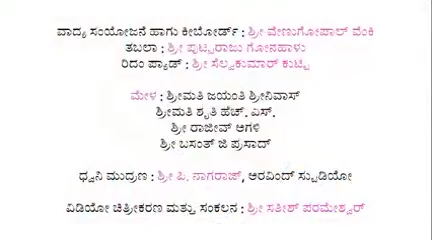 ವಾದ್ಯ ಸಂಯೋಜನೆ ಹಾಗು ಕೀಬೋರ್ಡ್ : ಶ್ರೀ ವೇಣುಗೋಪಾಲ್ ವೆಂಕಿ
ತಬಲಾ : ಶ್ರೀ ಪುಟ್ಟರಾಜು ಗೋನಹಾಳು
ರಿದಂ ಪ್ಯಾಡ್ : ಶ್ರೀ ಸೆಲ್ವಕುಮಾರ್ ಕುಟ್ಟಿ
ಮೇಳ : ಶ್ರೀಮತಿ ಜಯಂತಿ ಶ್ರೀನಿವಾಸ್
ಶ್ರೀಮತಿ ಶೃತಿ ಹೆಚ್. ಎಸ್.
ಶ್ರೀ ರಾಜೀವ್ ಅಗಳಿ
ಶ್ರೀ ಬಸಂತ್ ಜಿ ಪ್ರಸಾದ್
ಧ್ವನಿ ಮುದ್ರಣ : ಶ್ರೀ ಪಿ. ನಾಗರಾಜ್, ಅರವಿಂದ್ ಸ್ಟುಡಿಯೋ
ವಿಡಿಯೋ ಚಿತ್ರೀಕರಣ ಮತ್ತು ಸಂಕಲನ : ಶ್ರೀ ಸತೀಶ್ ಪರಮೇಶ್ವರ್